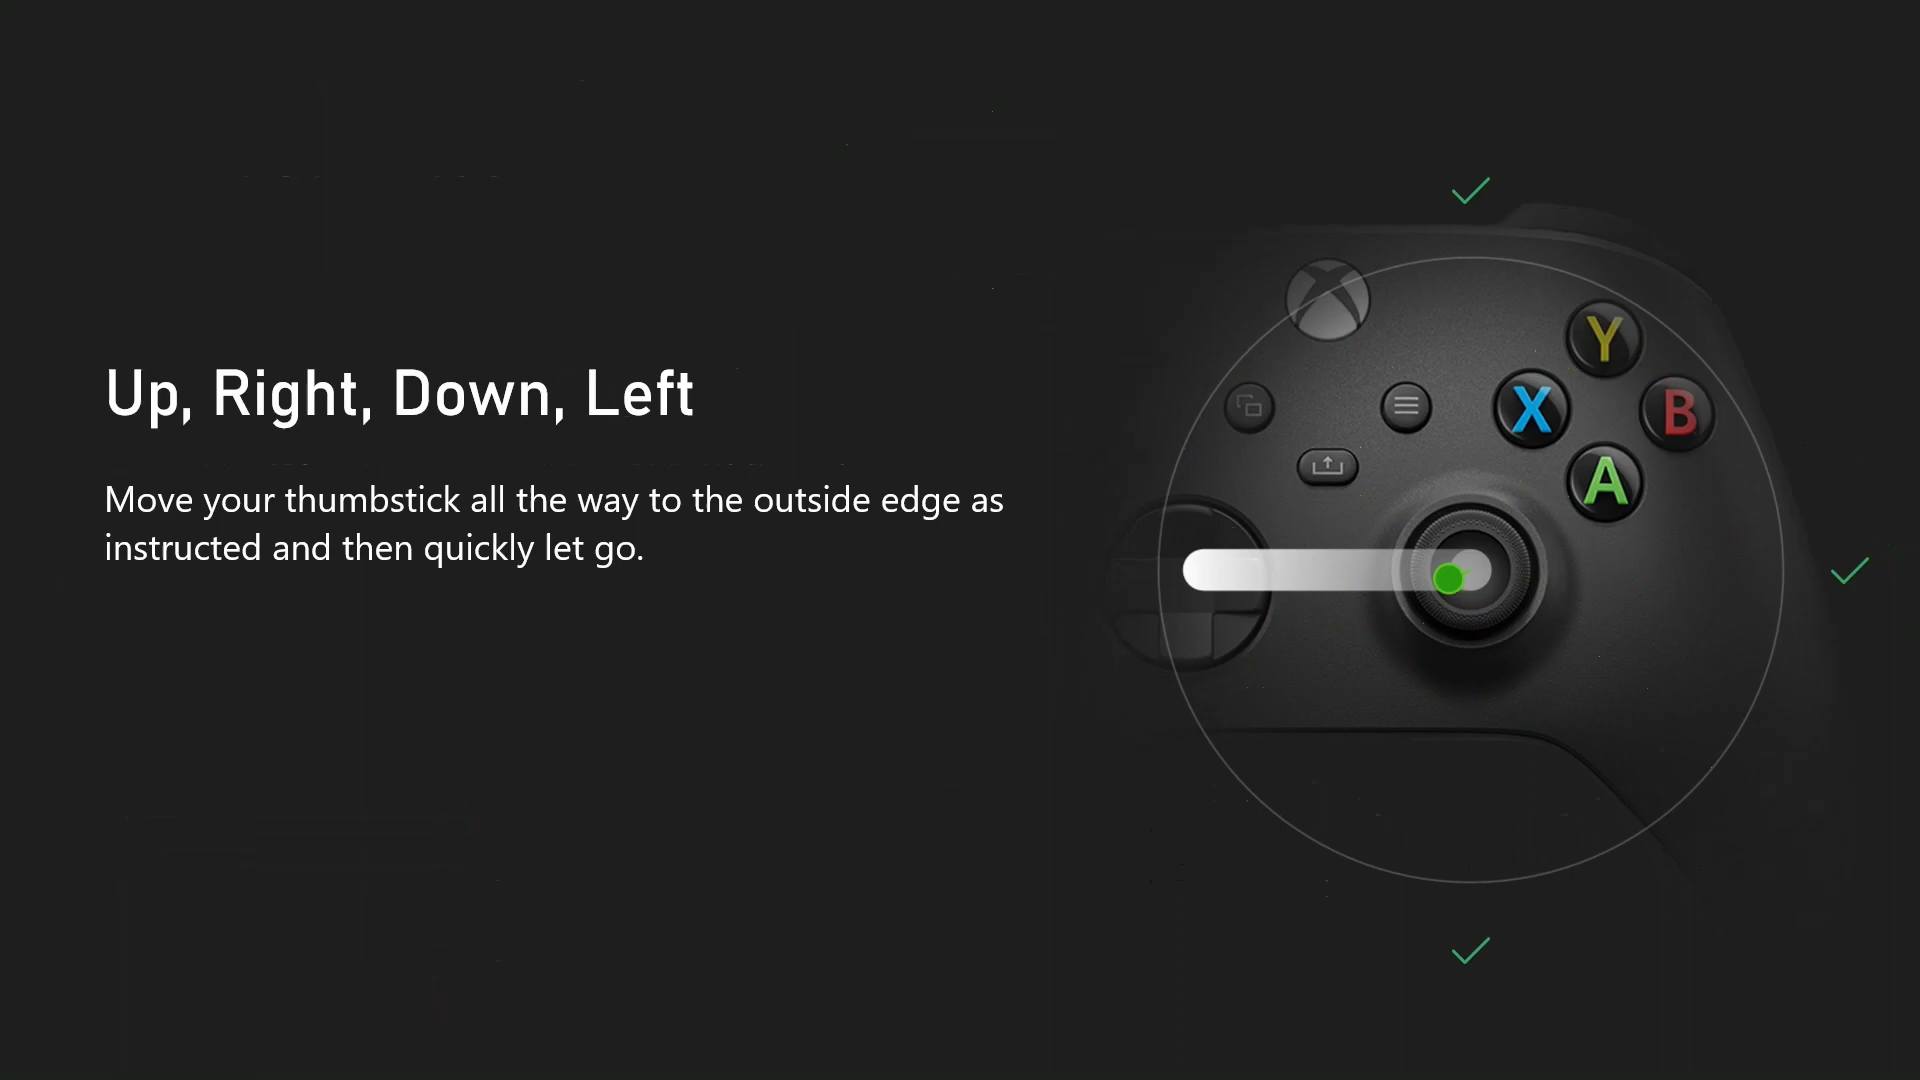 Up, Right, Down, Left
Move your thumbstick all the way to the outside edge as
instructed and then quickly let go.
Y
X
B
A